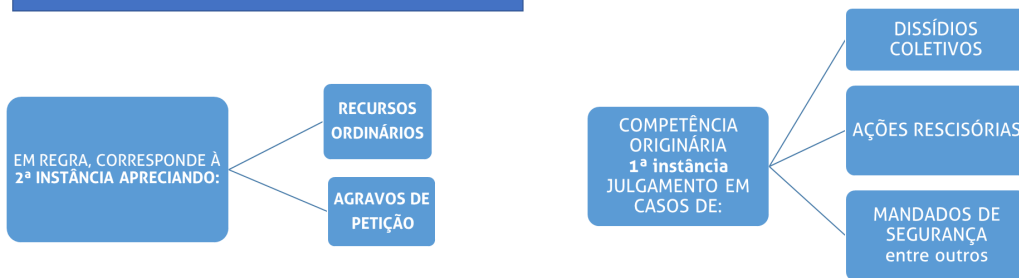 EM REGRA, CORRESPONDE À
2ª INSTÂNCIA APRECIANDO:
RECURSOS
ORDINÁRIOS
AGRAVOS DE
PETIÇÃO
COMPETÊNCIA
ORIGINÁRIA
1ª instância
JULGAMENTO EM
CASOS DE:
DISSÍDIOS
COLETIVOS
AÇÕES RESCISÓRIAS
MANDADOS DE
SEGURANÇA
entre outros